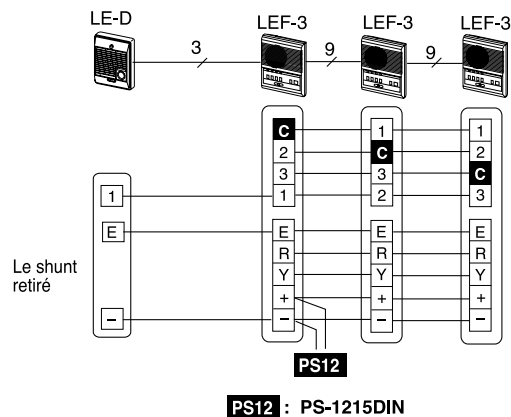 LE-D LEF-3 LEF-3 LEF-3
3 9 9
C 1 1
2 C 2
3 3 C
1 1 2 3
E E E E
R R R
Y Y Y
+ + +
– – – –
Le shunt
retiré
PS12
PS12 : PS-1215DIN